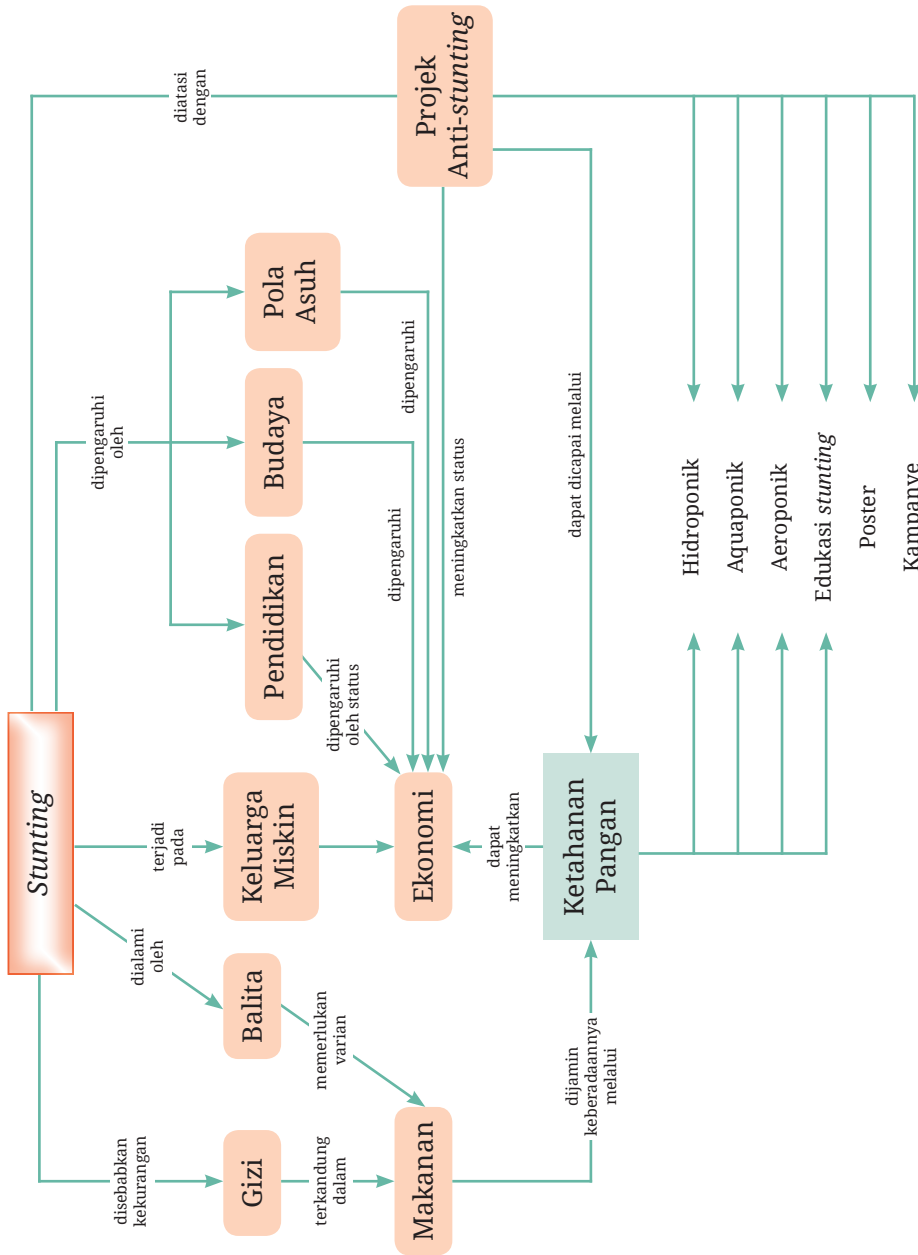 Stunting
disebabkan
kekurangan
dialami
oleh
terjadi
pada
dipengaruhi
oleh
diatasi
dengan
Gizi
Balita
Keluarga
Miskin
Pendidikan
Budaya
Pola
Asuh
terkandung
dalam
memerlukan
varian
dipengaruhi
oleh status
dipengaruhi
dipengaruhi
meningkatkan status
Makanan
Ekonomi
Projek
Anti-stunting
dijamin
keberadaannya
melalui
dapat
meningkatkan
dapat dicapai melalui
Ketahanan
Pangan
Hidroponik
Aquaponik
Aeroponik
Edukasi stunting
Poster
Kampanye